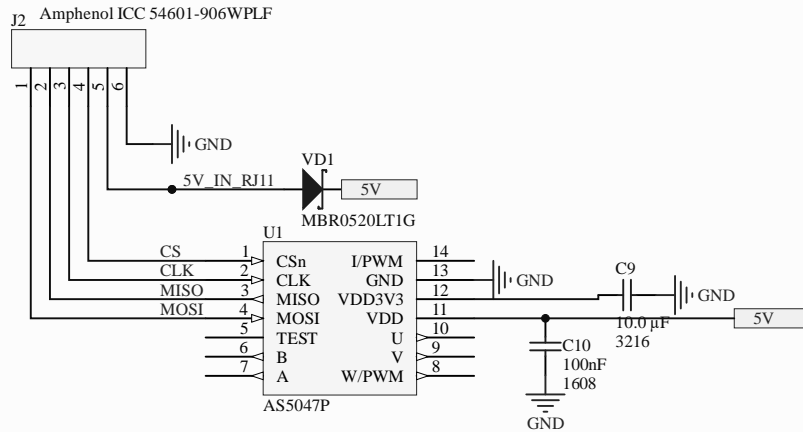 Amphenol ICC 54601-906WPLF
J2
1 2 3 4 5 6
GND
VD1
5V_IN_RJ11
5V
MBR0520LT1G
U1
CS 1 CSn I/PWM 14
CLK 2 CLK GND 13 GND
MISO 3 MISO VDD3V3 12
MOSI 4 MOSI VDD 11
5 TEST U 10
6 B V 9
7 A W/PWM 8
AS5047P
C9
GND
10.0 µF
3216
5V
C10
100nF
1608
GND